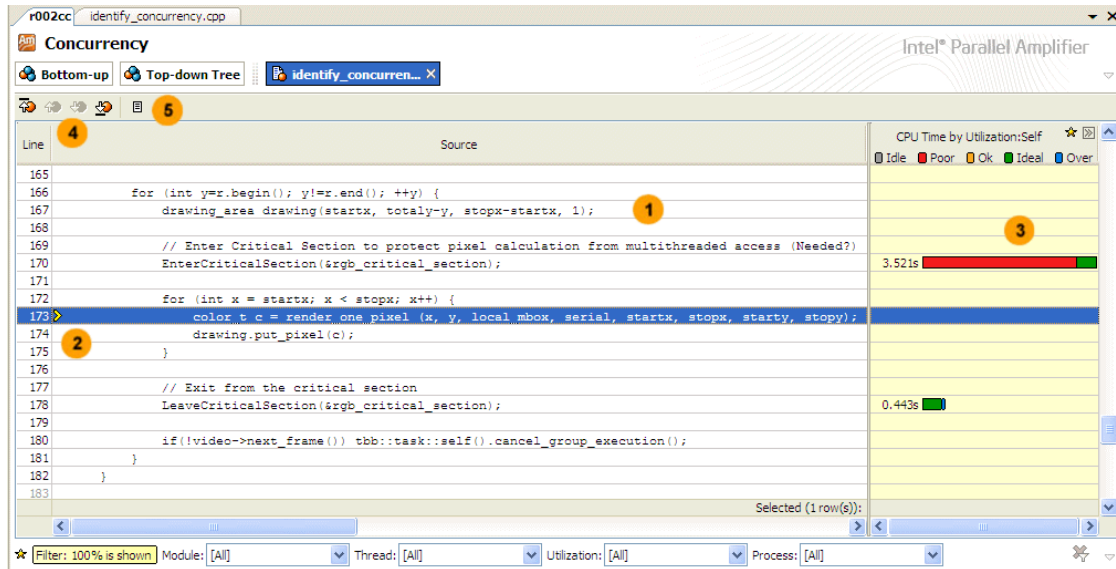 r002cc identify_concurrency.cpp
Am Concurrency
Intel® Parallel Amplifier
Bottom-up Top-down Tree identify_concurren... X
5
4
Line Source CPU Time by Utilization:Self
Idle Poor Ok Ideal Over
165
166 for (int y=r.begin(); y!=r.end(); ++y) {
167 drawing_area drawing(startx, totaly-y, stopx-startx, 1); 1
168
169 // Enter Critical Section to protect pixel calculation from multithreaded access (Needed?) 3
170 EnterCriticalSection(&rgb_critical_section); 3.521s
171
172 for (int x = startx; x < stopx; x++) {
173 color_t c = render_one_pixel (x, y, local_mbox, serial, startx, stopx, starty, stopy);
174 2 drawing.put_pixel(c);
175 }
176
177 // Exit from the critical section
178 LeaveCriticalSection(&rgb_critical_section); 0.443s
179
180 if(!video->next_frame()) tbb::task::self().cancel_group_execution();
181 }
182 }
183
Selected (1 row(s)):
Filter: 100% is shown Module: [All] Thread: [All] Utilization: [All] Process: [All]